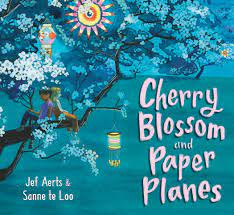 Cherry
Blossom
and
Paper
Planes
Jef Aerts &
Sanne te Loo